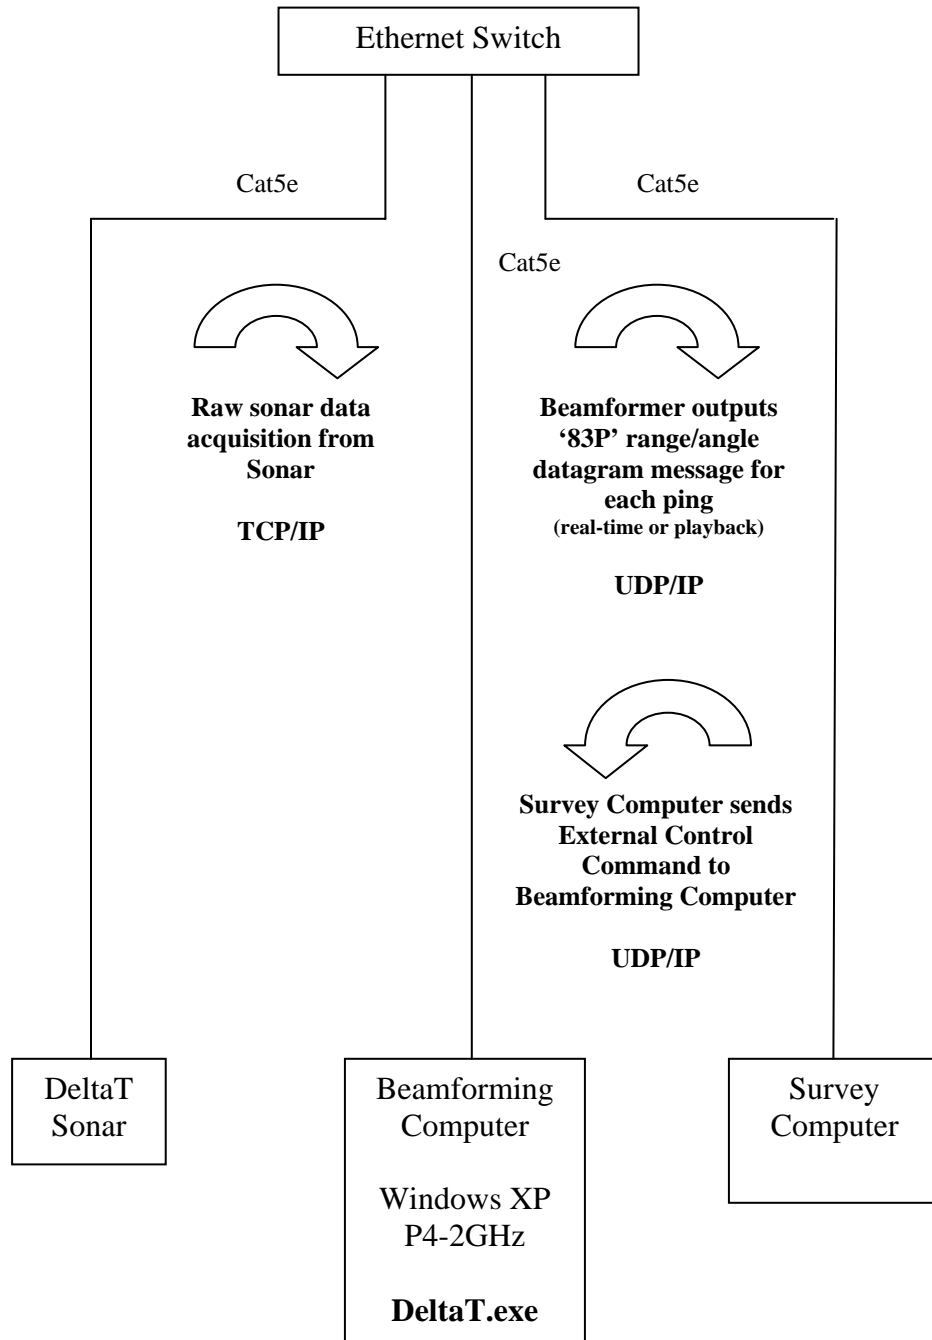 Ethernet Switch
Cat5e
Cat5e
Cat5e
Raw sonar data
acquisition from
Sonar
TCP/IP
Beamformer outputs
‘83P’ range/angle
datagram message for
each ping
(real-time or playback)
UDP/IP
Survey Computer sends
External Control
Command to
Beamforming Computer
UDP/IP
DeltaT
Sonar
Beamforming
Computer
Windows XP
P4-2GHz
DeltaT.exe
Survey
Computer